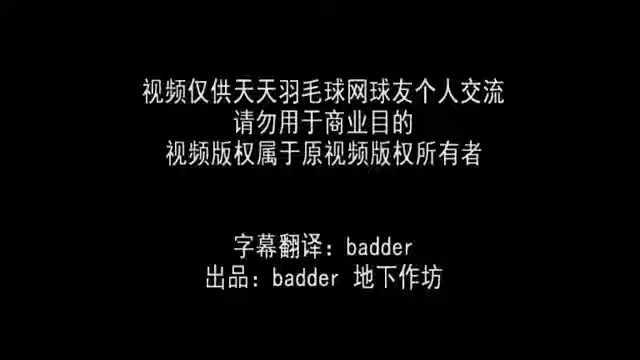 视频仅供天天羽毛球网球友个人交流
请勿用于商业目的
视频版权属于原视频版权所有者
字幕翻译：badder
出品：badder 地下作坊